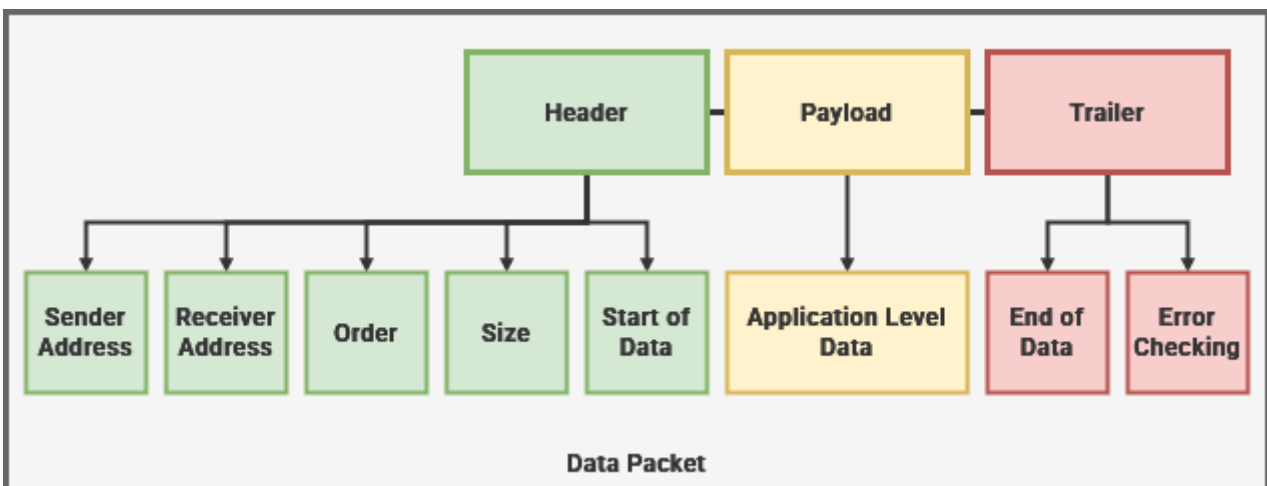 Header
Payload
Trailer
Sender
Address
Receiver
Address
Order
Size
Start of
Data
Application Level
Data
End of
Data
Error
Checking
Data Packet